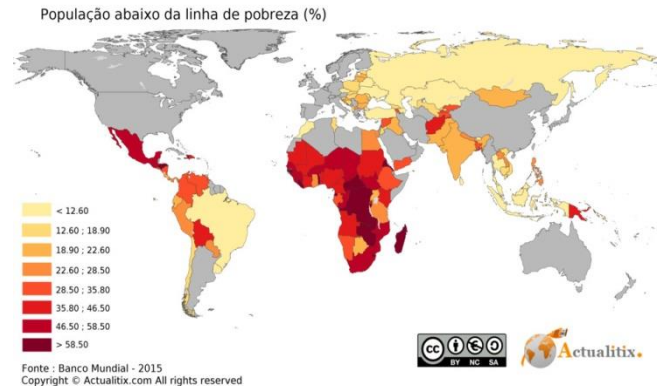 População abaixo da linha de pobreza (%)
< 12.60
12.60 ; 18.90
18.90 ; 22.60
22.60 ; 28.50
28.50 ; 35.80
35.80 ; 46.50
46.50 ; 58.50
> 58.50
cc
BY NC SA
Actualitix.
Fonte : Banco Mundial - 2015
Copyright © Actualitix.com All rights reserved